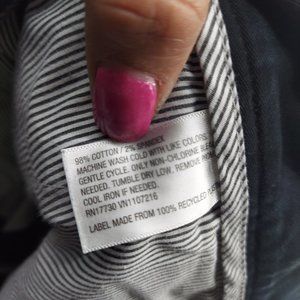 98% COTTON / 2% SPANDEX
MACHINE WASH COLD WITH LIKE COLORS
GENTLE CYCLE. ONLY NON-CHLORINE
NEEDED. TUMBLE DRY LOW. REMOVE
COOL IRON IF NEEDED.
RN17730 VN1107216
LABEL MADE FROM 100% RECYCLED